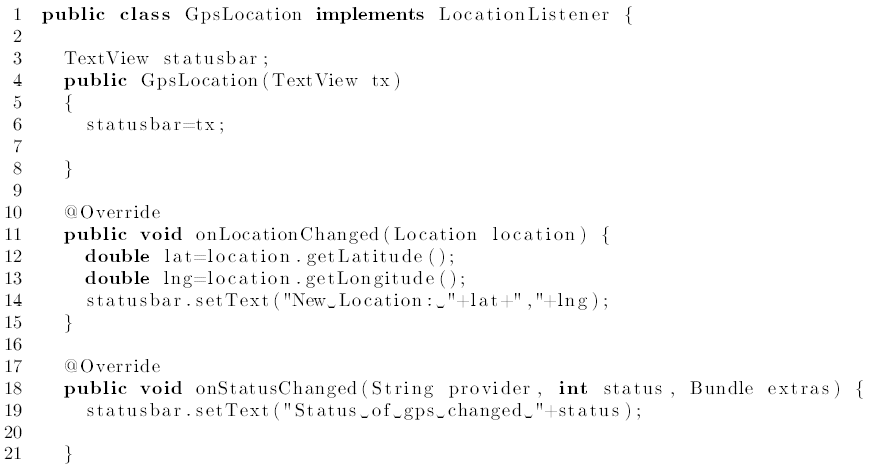 1 public class GpsLocation implements LocationListener {
2
3 TextView statusbar;
4 public GpsLocation(TextView tx)
5 {
6 statusbar=tx;
7
8 }
9
10 @Override
11 public void onLocationChanged(Location location) {
12 double lat=location.getLatitude();
13 double lng=location.getLongitude();
14 statusbar.setText("New␣Location:␣"+lat+","+lng);
15 }
16
17 @Override
18 public void onStatusChanged(String provider, int status, Bundle extras) {
19 statusbar.setText("Status␣of␣gps␣changed␣"+status);
20
21 }